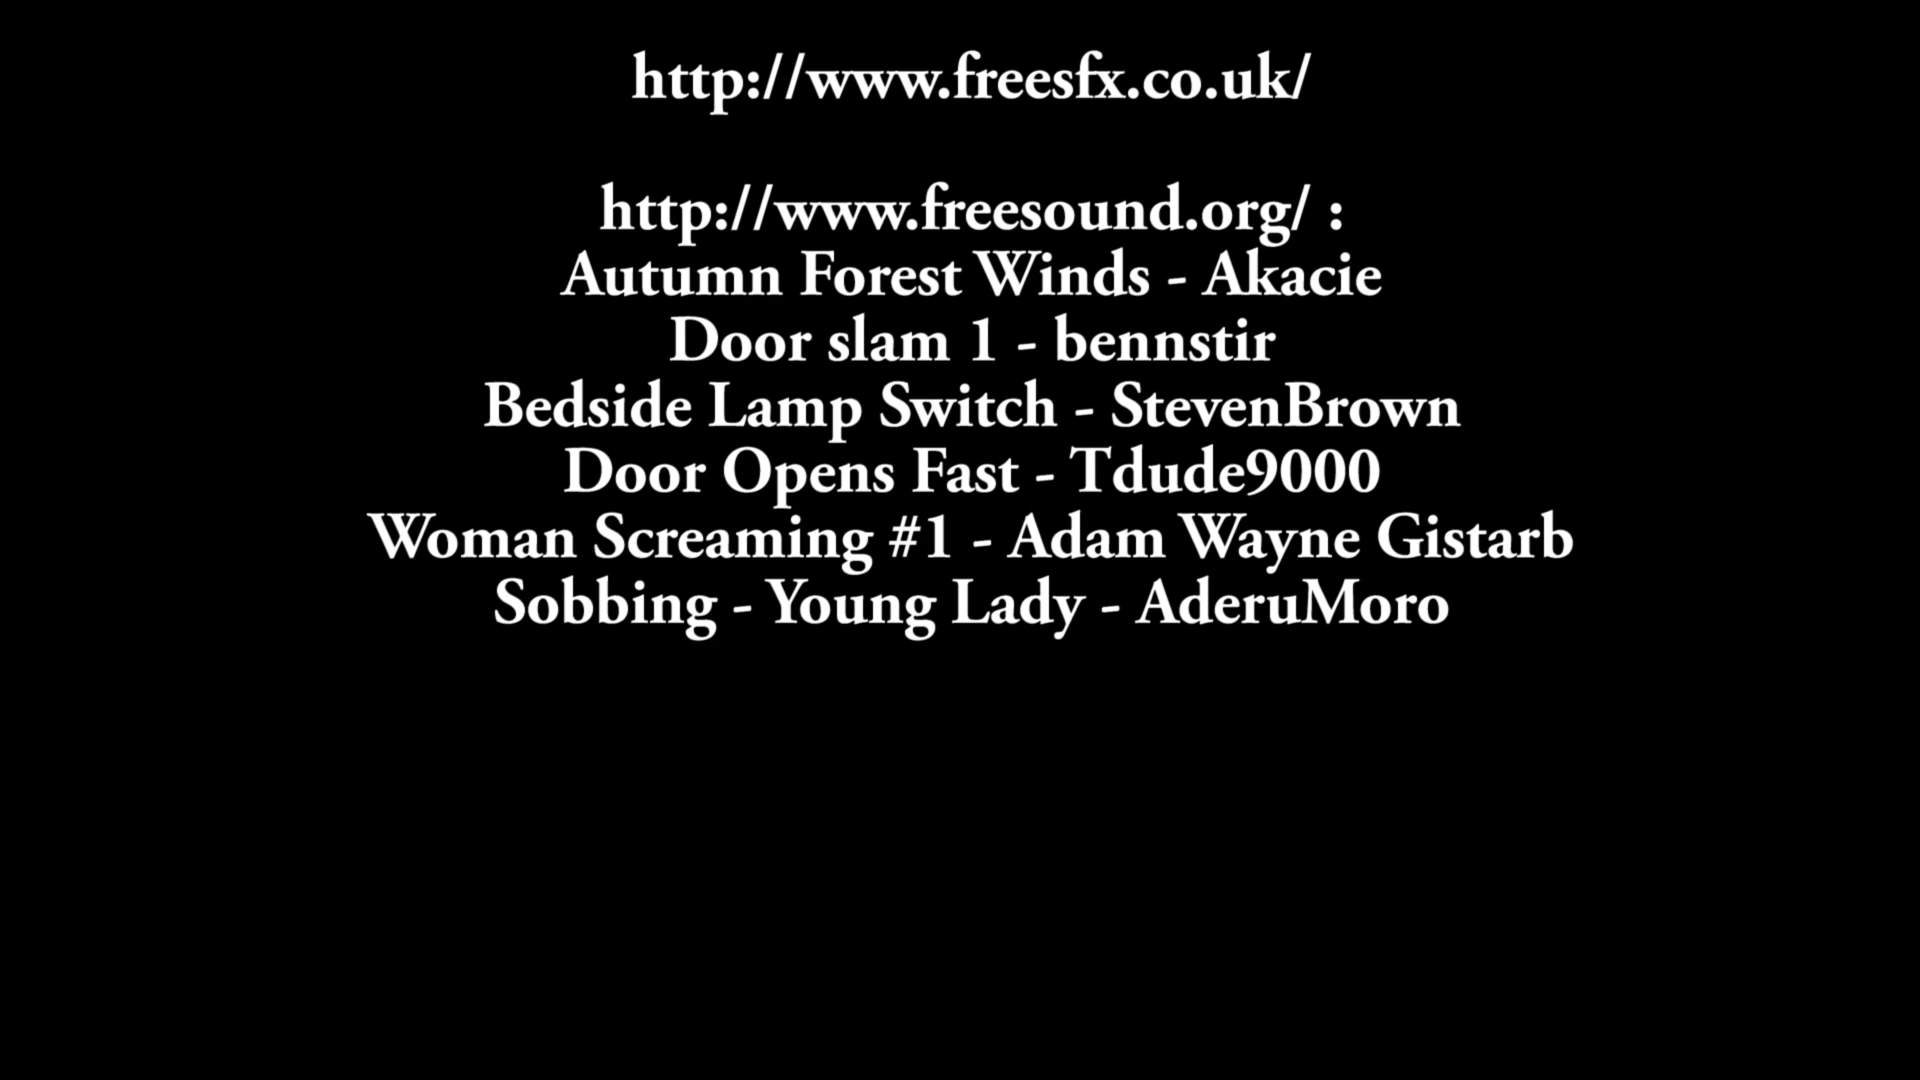 http://www.freesfx.co.uk/
http://www.freesound.org/ :
Autumn Forest Winds - Akacie
Door slam 1 - bennstir
Bedside Lamp Switch - StevenBrown
Door Opens Fast - Tdude9000
Woman Screaming #1 - Adam Wayne Gistarb
Sobbing - Young Lady - AderuMoro